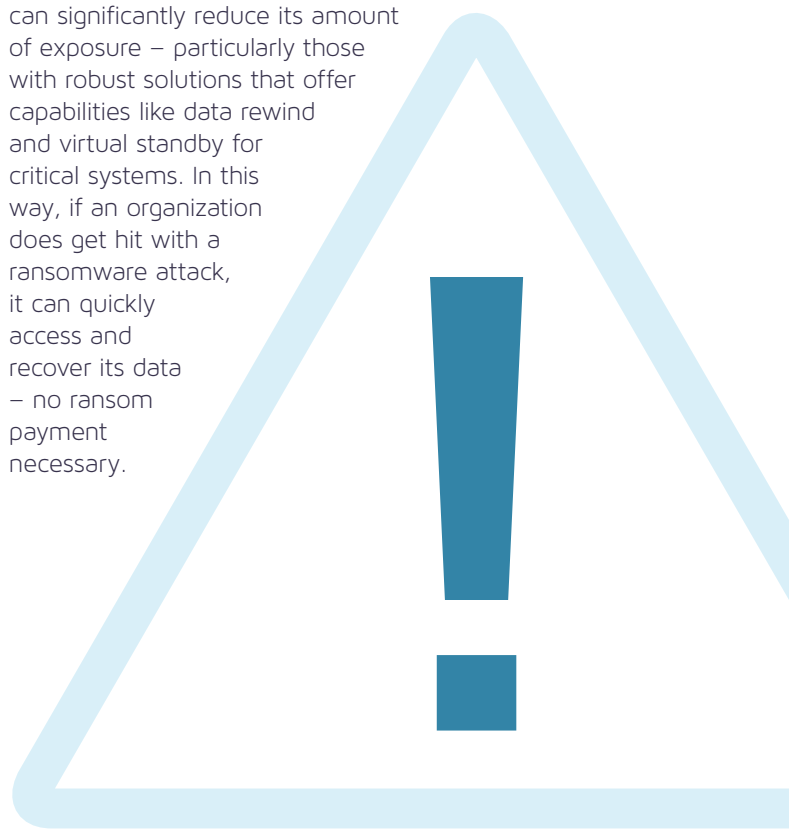 can significantly reduce its amount
of exposure – particularly those
with robust solutions that offer
capabilities like data rewind
and virtual standby for
critical systems. In this
way, if an organization
does get hit with a
ransomware attack,
it can quickly
access and
recover its data
– no ransom
payment
necessary.
!